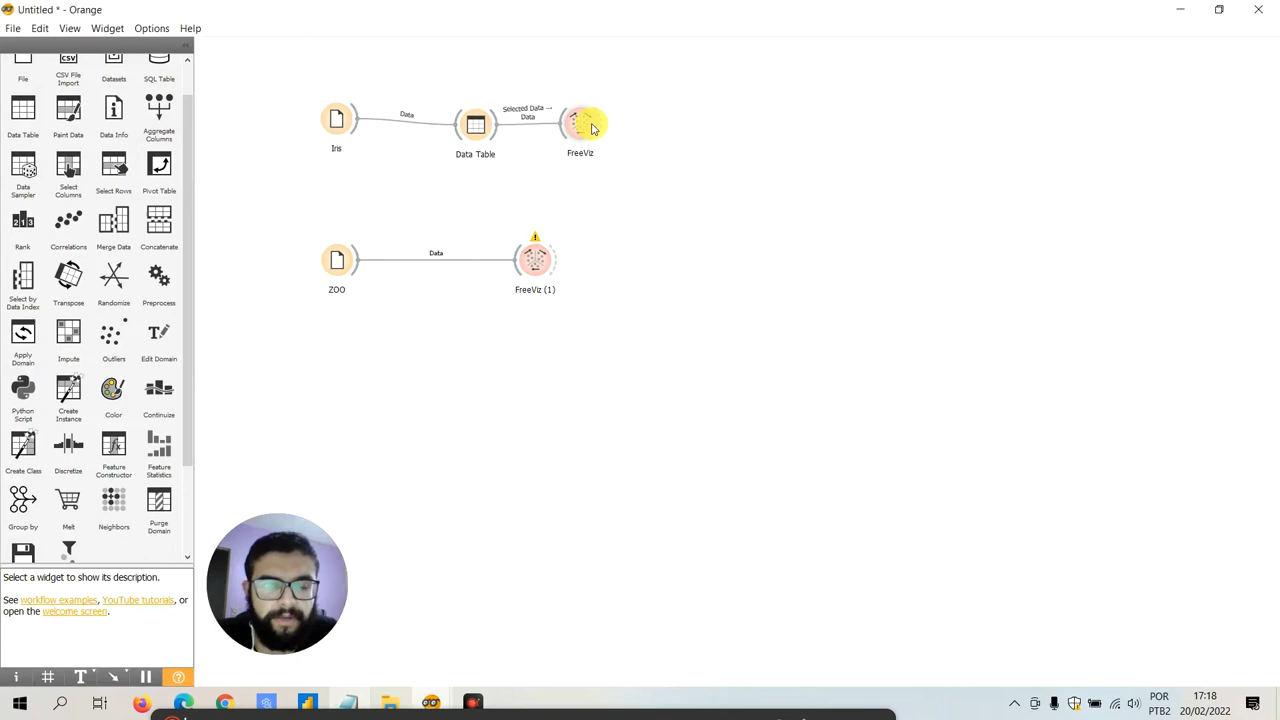 Untitled * - Orange
File Edit View Widget Options Help
File CSV File Import Datasets SQL Table
Data Table Paint Data Data Info Aggregate Columns
Data Sampler Select Columns Select Rows Pivot Table
Rank Correlations Merge Data Concatenate
Select by Data Index Transpose Randomize Preprocess
Apply Domain Impute Outliers Edit Domain
Python Script Create Instance Color Continuize
Create Class Discretize Feature Constructor Feature Statistics
Group by Melt Neighbors Purge Domain
Select a widget to show its description.
See workflow examples, YouTube tutorials, or
open the welcome screen.
Data
Selected Data →
Data
Iris
Data Table
FreeViz
Data
ZOO
FreeViz (1)
POR
PTB2
17:18
20/02/2022